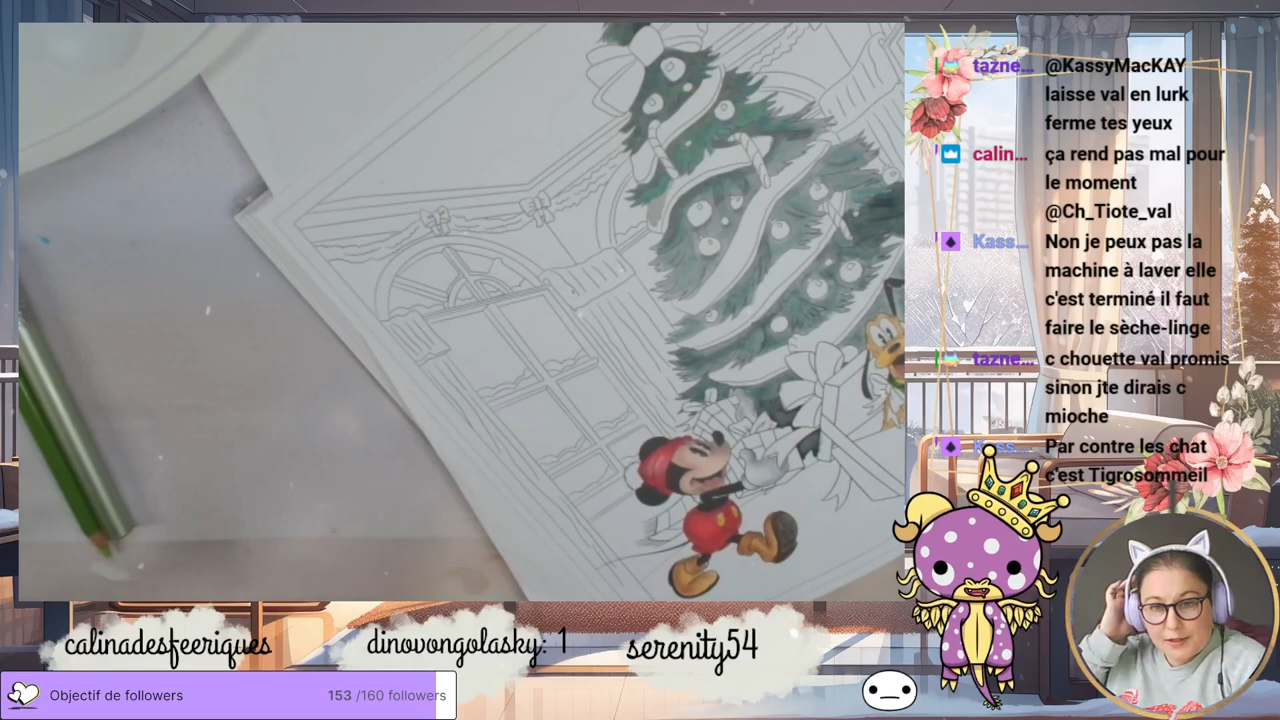 tazne... @KassyMacKAY
laisse val en lurk
ferme tes yeux
calin... ça rend pas mal pour
le moment
@Ch_Tiote_val
Kass... Non je peux pas la
machine à laver elle
c'est terminé il faut
faire le sèche-linge
tazne... c chouette val promis
sinon jte dirais c
mioche
Kass... Par contre les chat
c'est Tigrosommeil
calinadesfeeriques
dinovongolasky: 1
serenity54
Objectif de followers 153 /160 followers